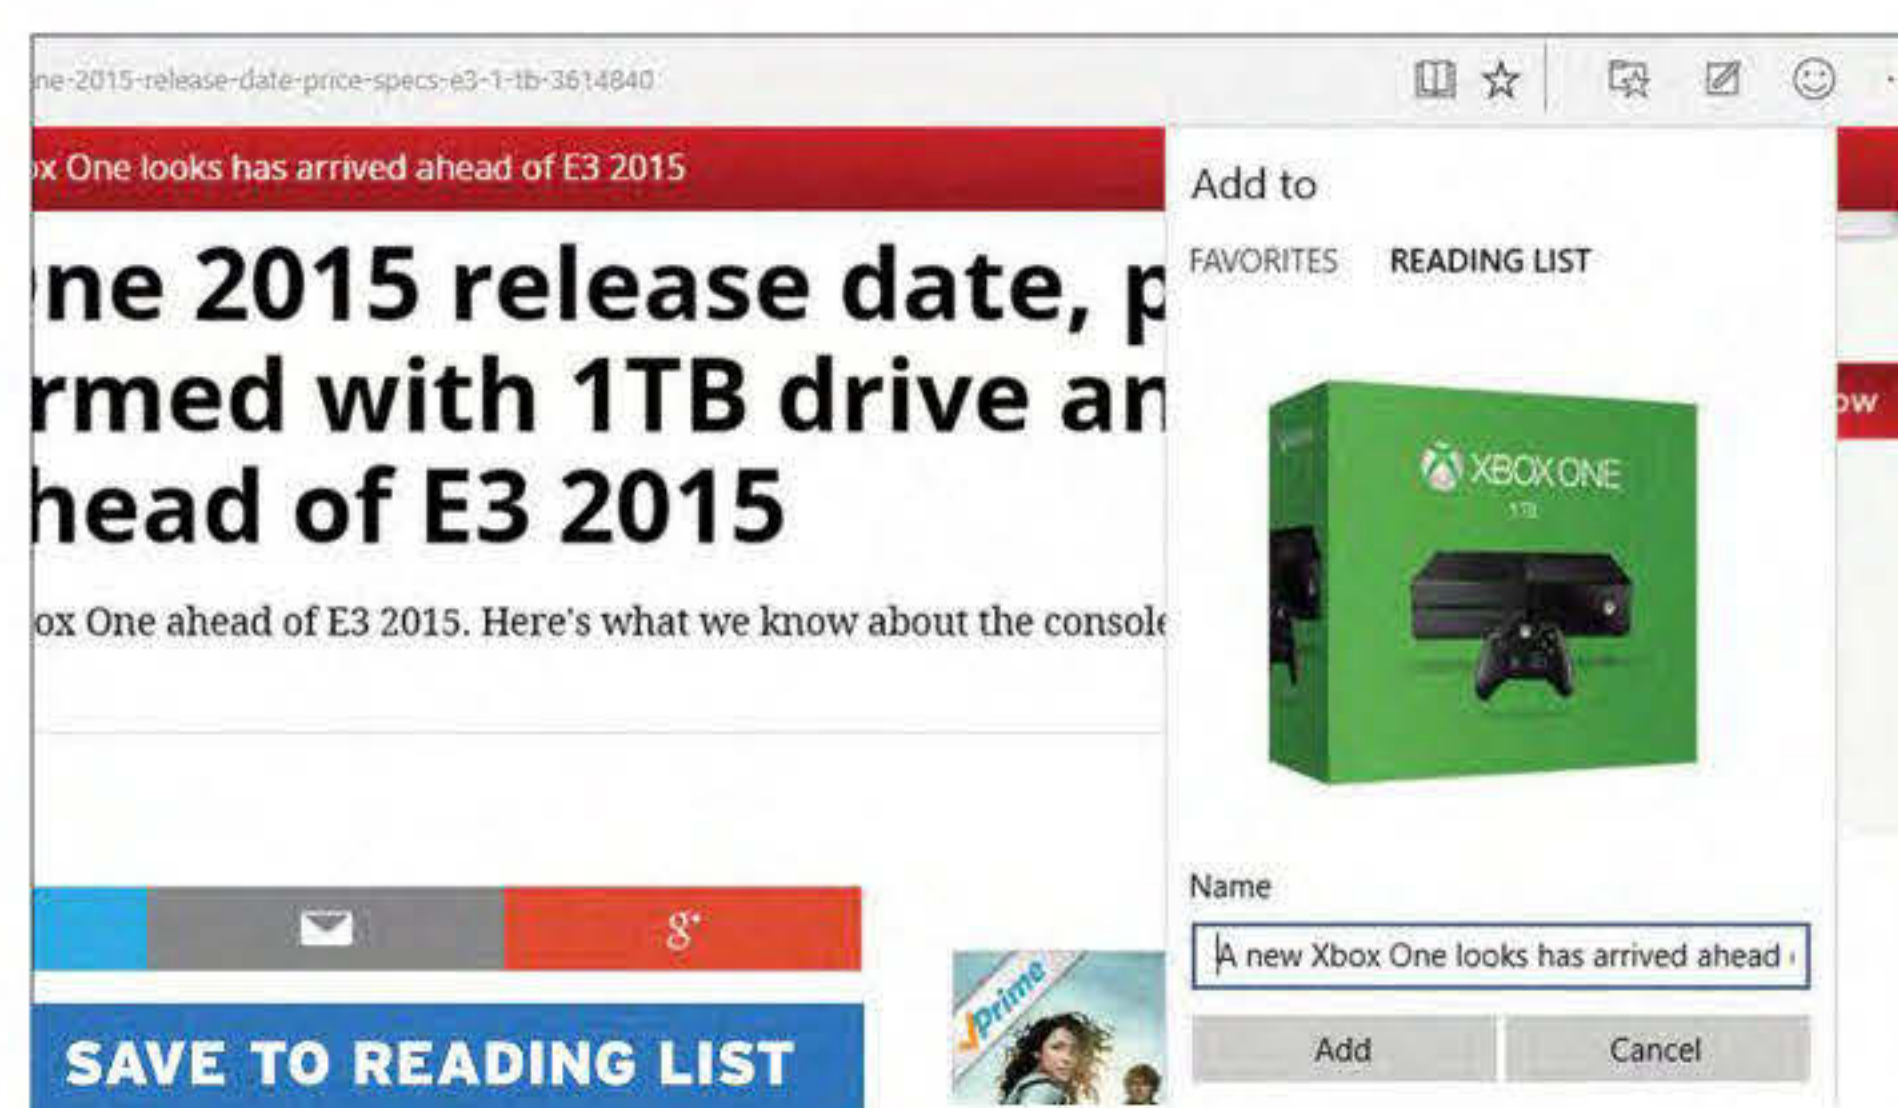 ne-2015-release-date-price-specs-e3-1-tb-3614840
ox One looks has arrived ahead of E3 2015
ne 2015 release date, p
rmed with 1TB drive an
head of E3 2015
ox One ahead of E3 2015. Here's what we know about the console
g+
SAVE TO READING LIST
Prime
Add to
FAVORITES READING LIST
XBOX ONE
1TB
Name
A new Xbox One looks has arrived ahead
Add Cancel
ow